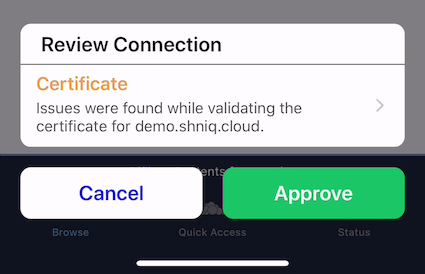 Review Connection
Certificate
Issues were found while validating the
certificate for demo.shniq.cloud.
Cancel
Approve
Browse
Quick Access
Status